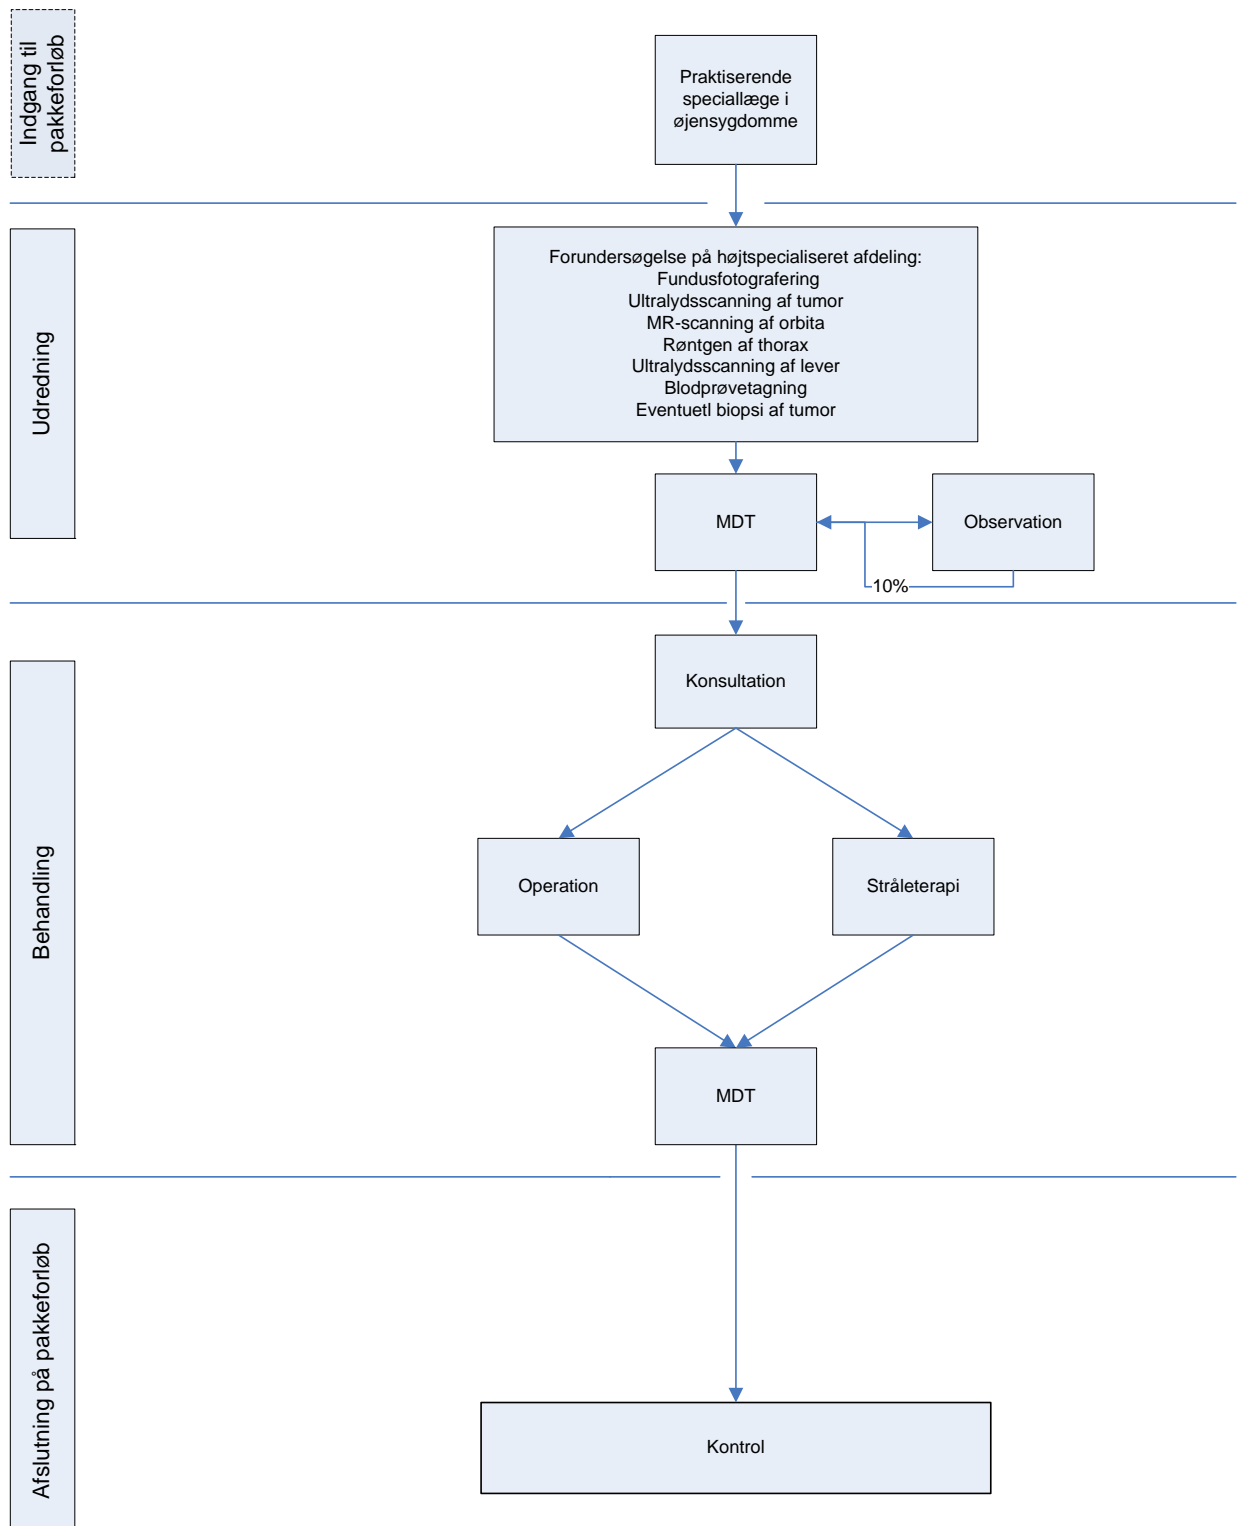 Indgang til
pakkeforløb
Praktiserende
speciallæge i
øjensygdomme
Udredning
Forundersøgelse på højtspecialiseret afdeling:
Fundusfotografering
Ultralydsscanning af tumor
MR-scanning af orbita
Røntgen af thorax
Ultralydsscanning af lever
Blodprøvetagning
Eventuetl biopsi af tumor
MDT
Observation
10%
Behandling
Konsultation
Operation
Stråleterapi
MDT
Afslutning på pakkeforløb
Kontrol